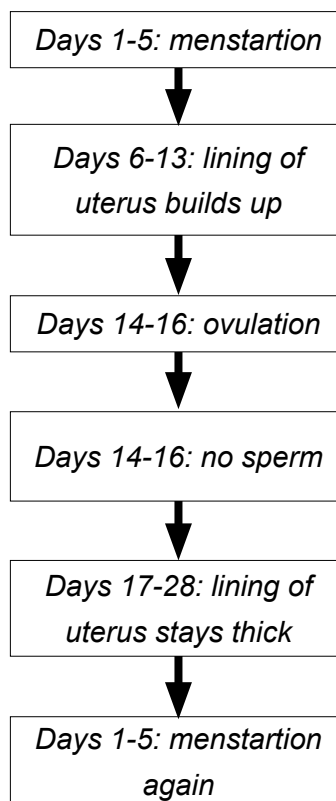 Days 1-5: menstartion
Days 6-13: lining of
uterus builds up
Days 14-16: ovulation
Days 14-16: no sperm
Days 17-28: lining of
uterus stays thick
Days 1-5: menstartion
again